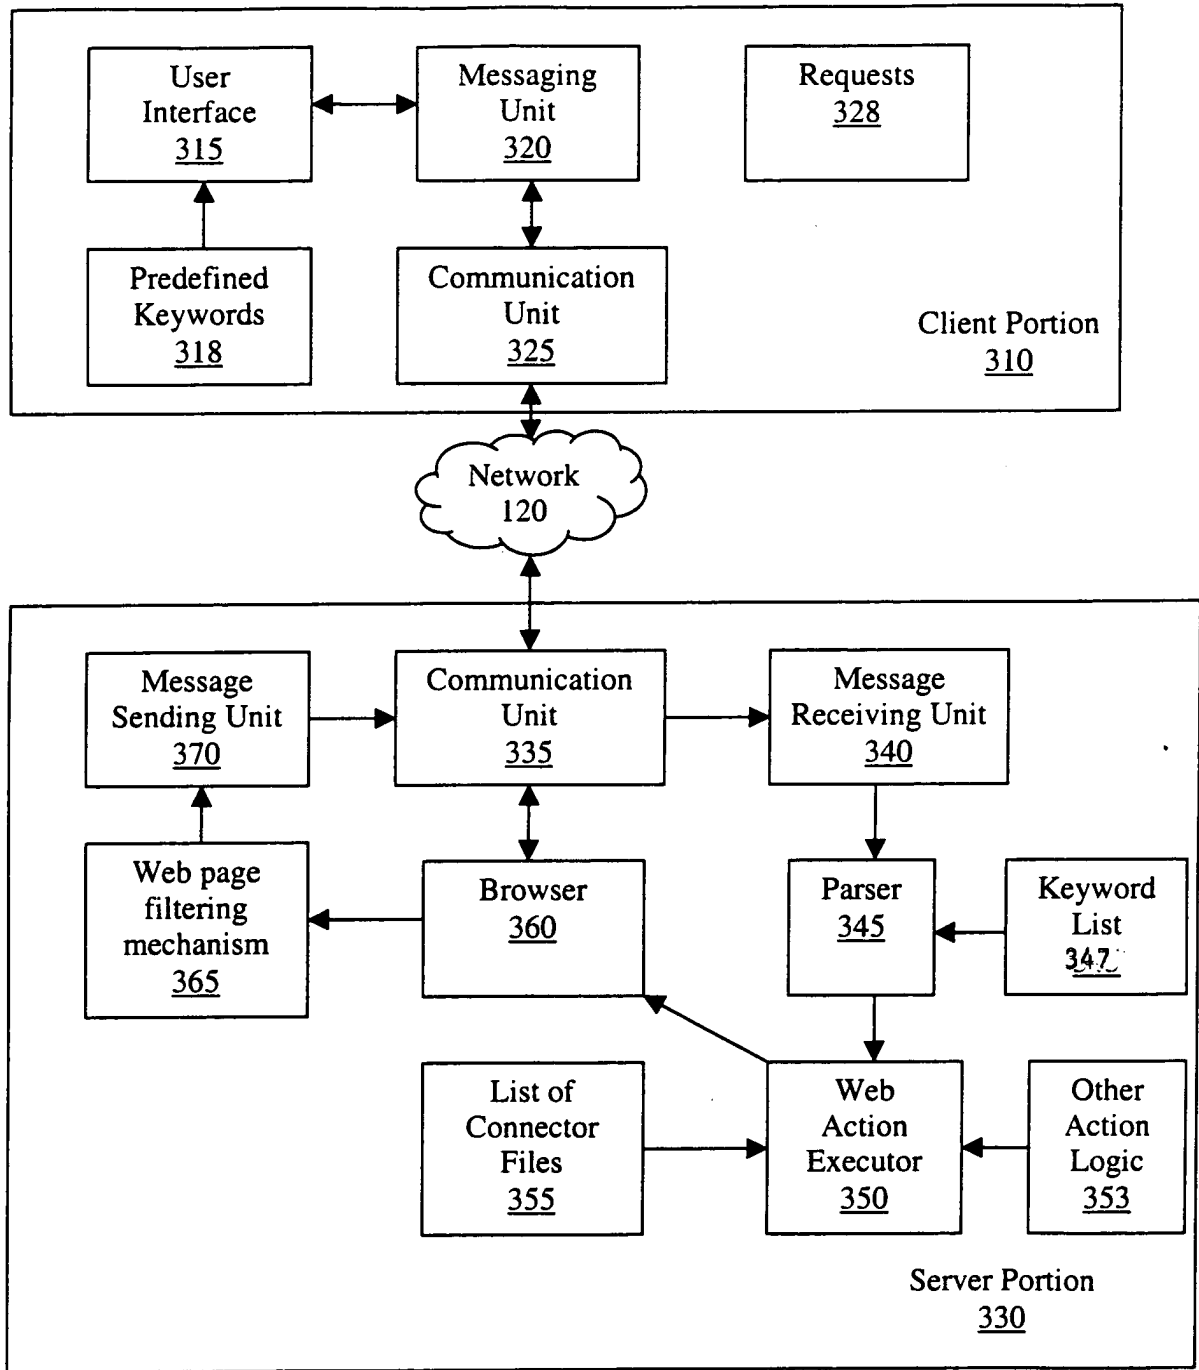 User
Interface
315
Messaging
Unit
320
Requests
328
Predefined
Keywords
318
Communication
Unit
325
Client Portion
310
Network
120
Message
Sending Unit
370
Communication
Unit
335
Message
Receiving Unit
340
Web page
filtering
mechanism
365
Browser
360
Parser
345
Keyword
List
347
List of
Connector
Files
355
Web
Action
Executor
350
Other
Action
Logic
353
Server Portion
330